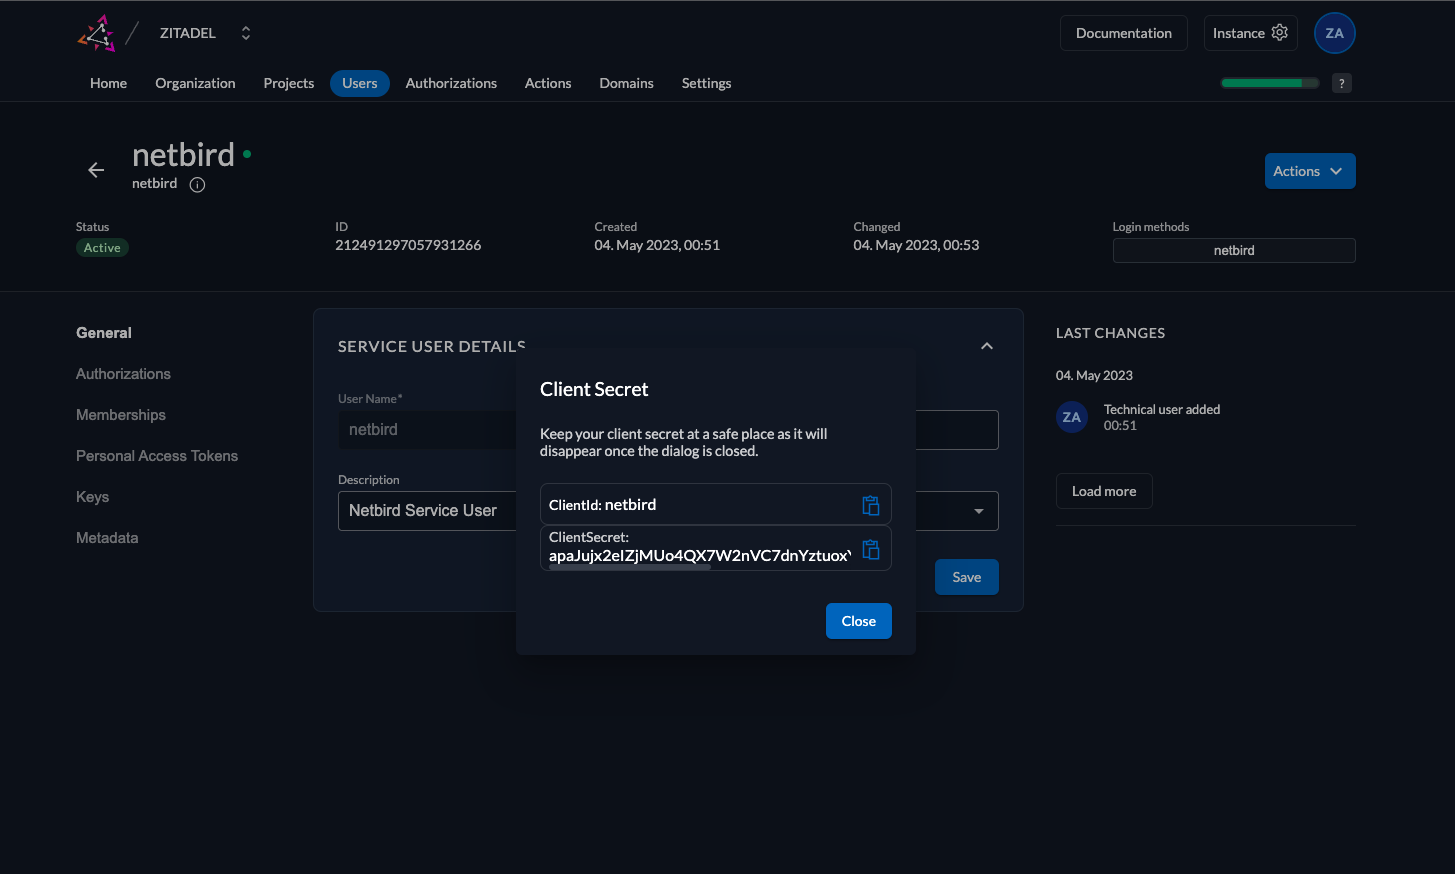 ZITADEL
Documentation
Instance
ZA
Home
Organization
Projects
Users
Authorizations
Actions
Domains
Settings
?
netbird
netbird
Actions
Status
Active
ID
212491297057931266
Created
04. May 2023, 00:51
Changed
04. May 2023, 00:53
Login methods
netbird
General
Authorizations
Memberships
Personal Access Tokens
Keys
Metadata
SERVICE USER DETAILS
User Name*
netbird
Description
Netbird Service User
Save
Client Secret
Keep your client secret at a safe place as it will
disappear once the dialog is closed.
ClientId: netbird
ClientSecret:
Close
LAST CHANGES
04. May 2023
ZA
Technical user added
00:51
Load more